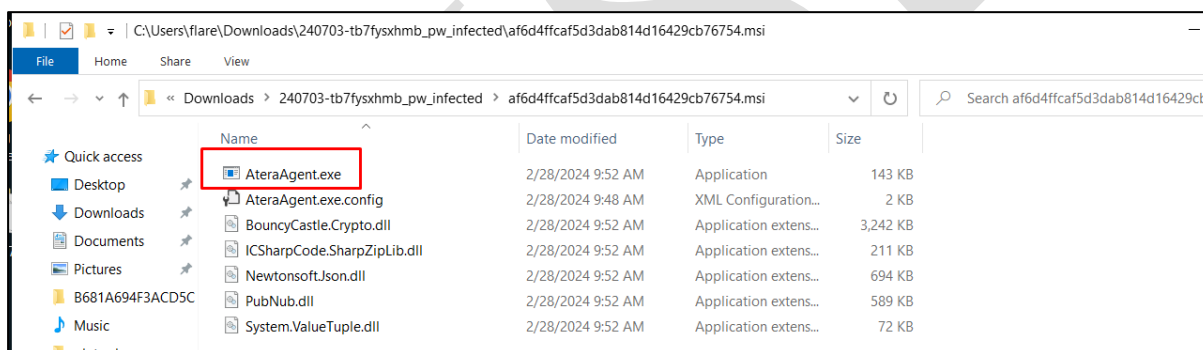 C:\Users\flare\Downloads\240703-tb7fysxhmb_pw_infected\af6d4ffcaf5d3dab814d16429cb76754.msi
File Home Share View
« Downloads > 240703-tb7fysxhmb_pw_infected > af6d4ffcaf5d3dab814d16429cb76754.msi
Search af6d4ffcaf5d3dab814d16429cb
Name Date modified Type Size
Quick access
AteraAgent.exe 2/28/2024 9:52 AM Application 143 KB
Desktop
AteraAgent.exe.config 2/28/2024 9:48 AM XML Configuration... 2 KB
Downloads
BouncyCastle.Crypto.dll 2/28/2024 9:52 AM Application extens... 3,242 KB
Documents
ICSharpCode.SharpZipLib.dll 2/28/2024 9:52 AM Application extens... 211 KB
Pictures
Newtonsoft.Json.dll 2/28/2024 9:52 AM Application extens... 694 KB
B681A694F3ACD5C
PubNub.dll 2/28/2024 9:52 AM Application extens... 589 KB
Music
System.ValueTuple.dll 2/28/2024 9:52 AM Application extens... 72 KB